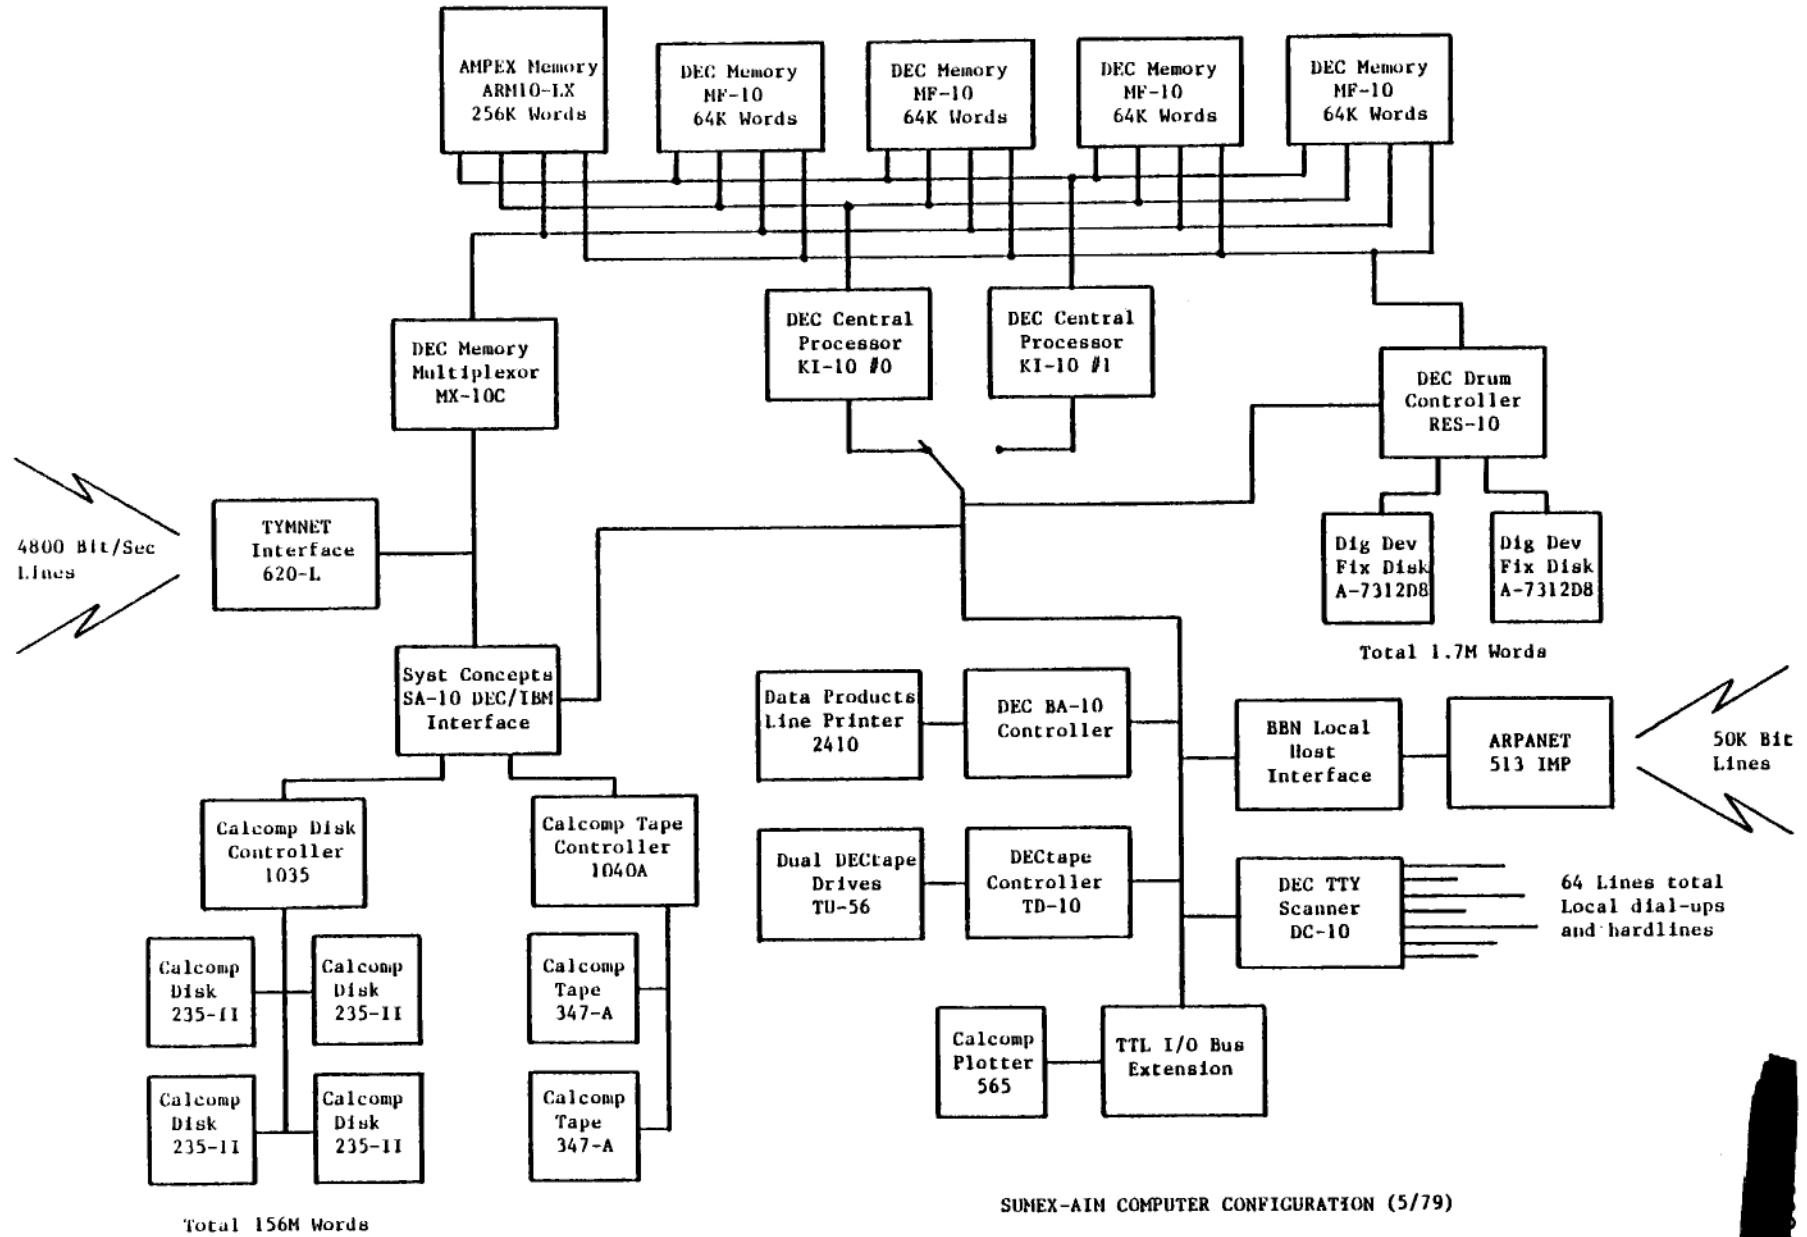 AMPEX Memory
ARM10-LX
256K Words
DEC Memory
MF-10
64K Words
DEC Memory
MF-10
64K Words
DEC Memory
MF-10
64K Words
DEC Memory
MF-10
64K Words
DEC Memory
Multiplexor
MX-10C
DEC Central
Processor
KI-10 #0
DEC Central
Processor
KI-10 #1
DEC Drum
Controller
RES-10
4800 Bit/Sec
Lines
TYMNET
Interface
620-L
Dig Dev
Fix Disk
A-7312D8
Dig Dev
Fix Disk
A-7312D8
Total 1.7M Words
Syst Concepts
SA-10 DEC/IBM
Interface
Data Products
Line Printer
2410
DEC BA-10
Controller
BBN Local
Host
Interface
ARPANET
513 IMP
50K Bit
Lines
Calcomp Disk
Controller
1035
Calcomp Tape
Controller
1040A
Dual DECtape
Drives
TU-56
DECtape
Controller
TD-10
DEC TTY
Scanner
DC-10
64 Lines total
Local dial-ups
and hardlines
Calcomp
Disk
235-II
Calcomp
Disk
235-II
Calcomp
Tape
347-A
Calcomp
Plotter
565
TTL I/O Bus
Extension
Calcomp
Disk
235-II
Calcomp
Disk
235-II
Calcomp
Tape
347-A
Total 156M Words
SUMEX-AIM COMPUTER CONFIGURATION (5/79)